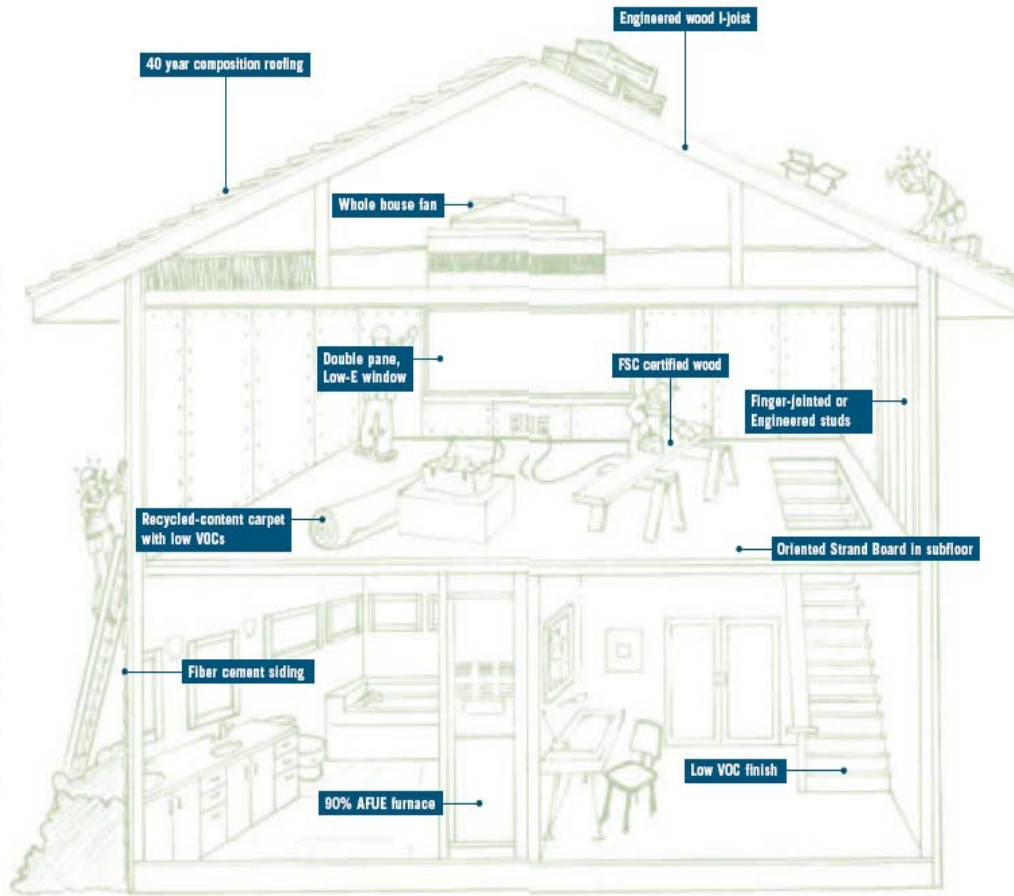 Engineered wood I-joist
40 year composition roofing
Whole house fan
Double pane,
Low-E window
FSC certified wood
Finger-jointed or
Engineered studs
Recycled-content carpet
with low VOCs
Oriented Strand Board in subfloor
Fiber cement siding
Low VOC finish
90% AFUE furnace